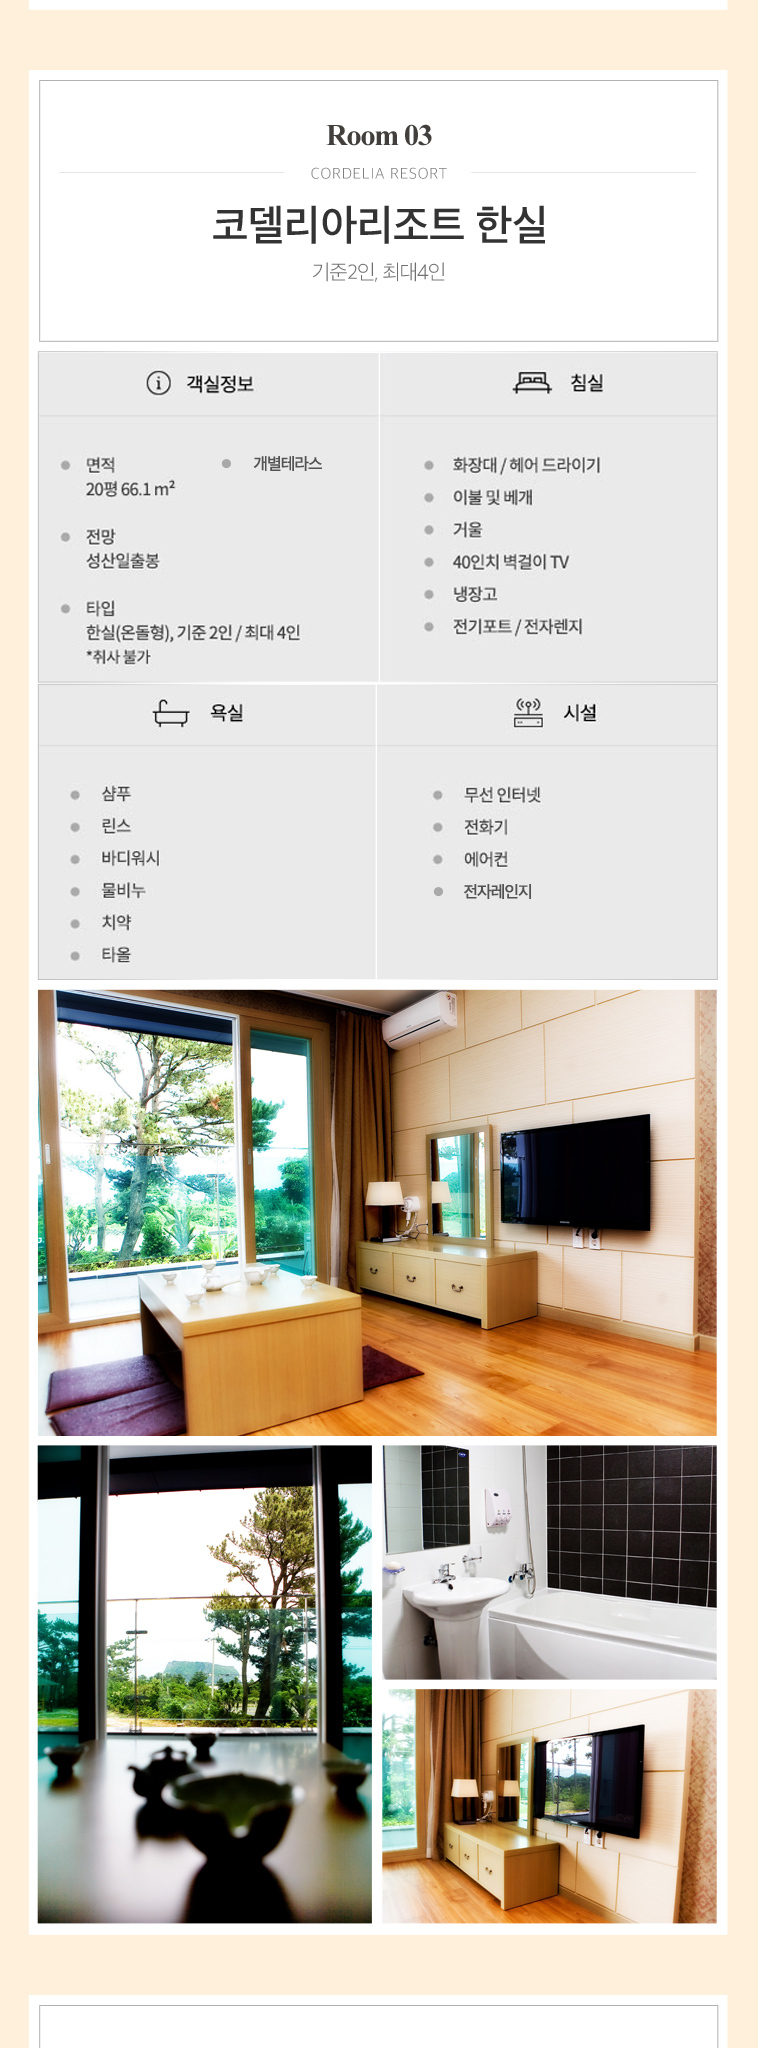 Room 03
CORDELIA RESORT
코델리아리조트 한실
기준2인, 최대4인
객실정보
면적
20평 66.1 m²
개별테라스
전망
성산일출봉
타입
한실(온돌형), 기준 2인 / 최대 4인
*취사 불가
침실
화장대 / 헤어 드라이기
이불 및 베개
거울
40인치 벽걸이 TV
냉장고
전기포트 / 전자렌지
욕실
샴푸
린스
바디워시
물비누
치약
타올
시설
무선 인터넷
전화기
에어컨
전자레인지